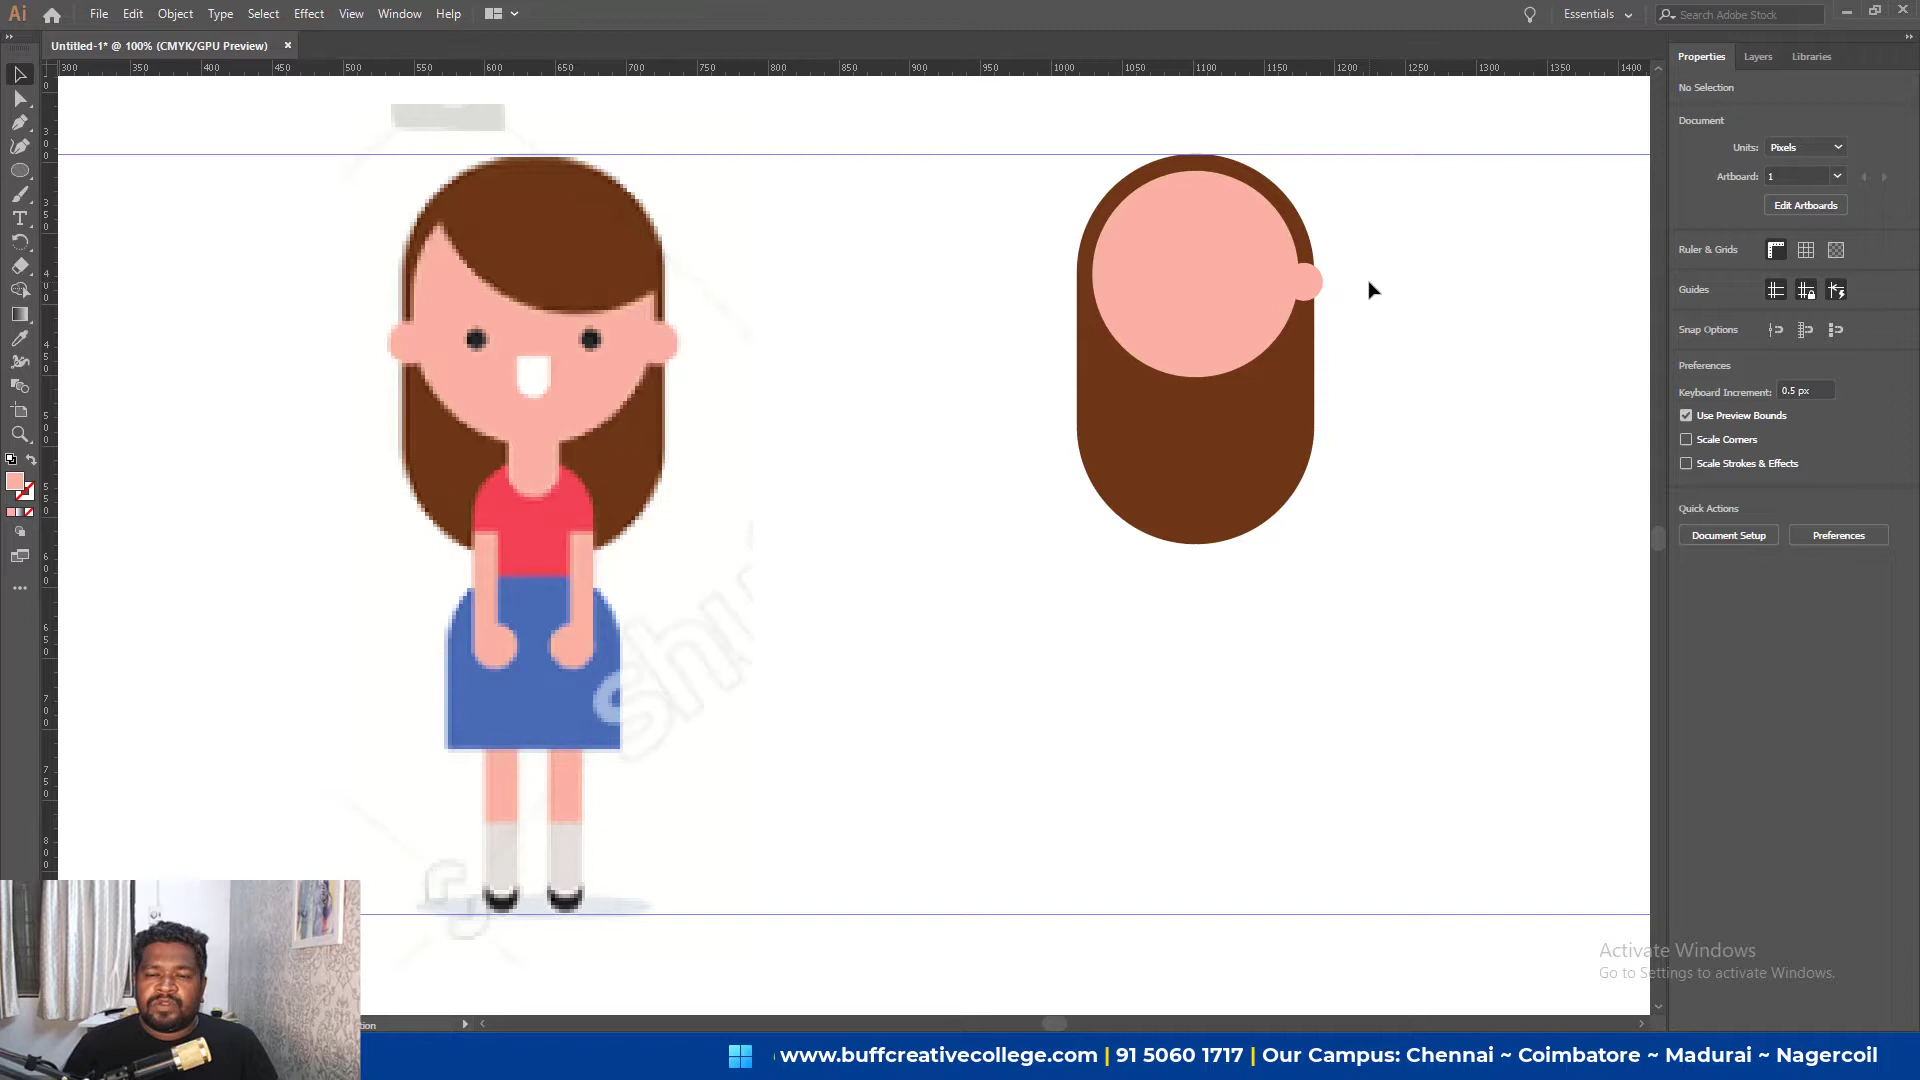 Ai File Edit Object Type Select Effect View Window Help Essentials Search Adobe Stock
Untitled-1* @ 100% (CMYK/GPU Preview) ×
300 350 400 450 500 550 600 650 700 750 800 850 900 950 1000 1050 1100 1150 1200 1250 1300 1350 1400
Properties Layers Libraries
No Selection
Document
Units: Pixels
Artboard: 1
Edit Artboards
Ruler & Grids
Guides
Snap Options
Preferences
Keyboard Increment: 0.5 px
Use Preview Bounds
Scale Corners
Scale Strokes & Effects
Quick Actions
Document Setup Preferences
Activate Windows
Go to Settings to activate Windows.
www.buffcreativecollege.com | 91 5060 1717 | Our Campus: Chennai ~ Coimbatore ~ Madurai ~ Nagercoil